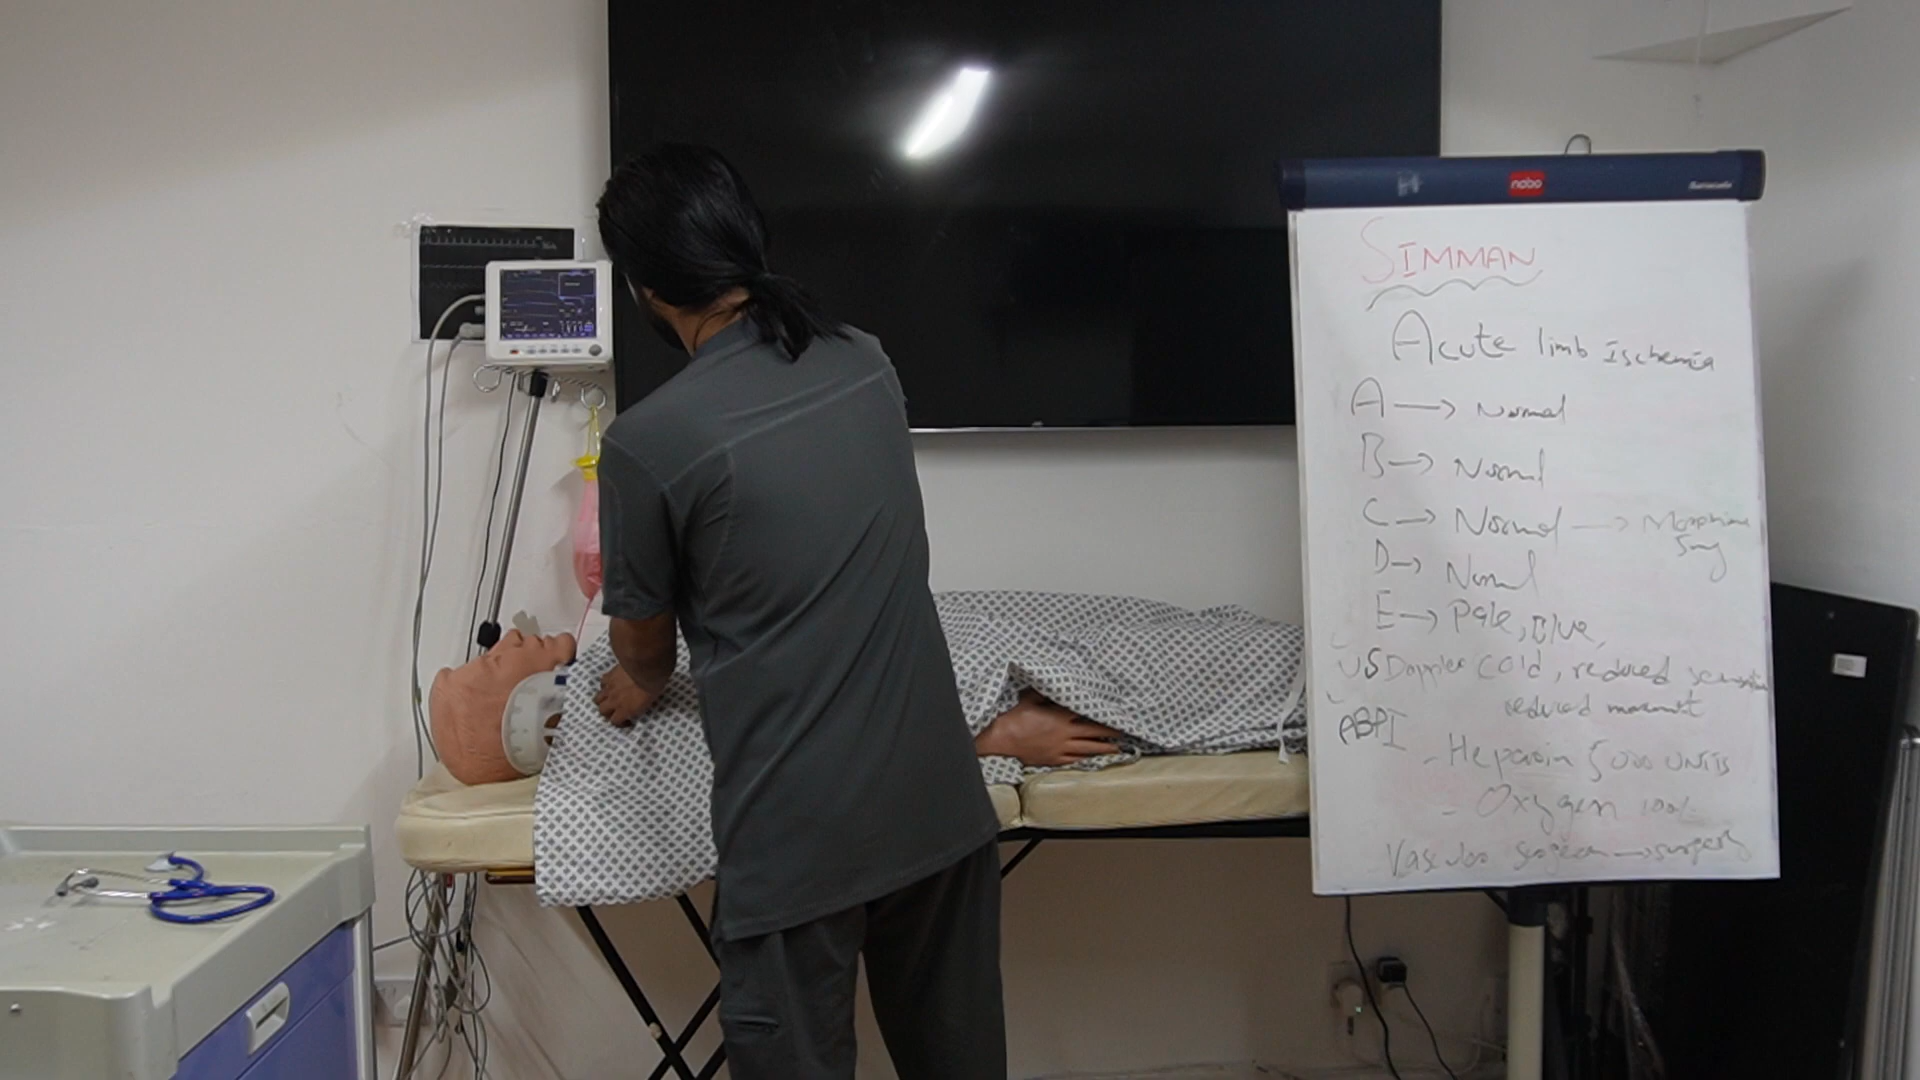 nobo
Barracuda
SIMMAN
Acute limb Ischemia
A → Normal
B → Normal
C → Normal → Morphine
5mg
D → Normal
E → Pale, Blue,
US Doppler cold, reduced sensation
reduced movement
ABPI
- Heparin 5000 UNITS
- Oxygen 100%
Vascular surgeon → surgery